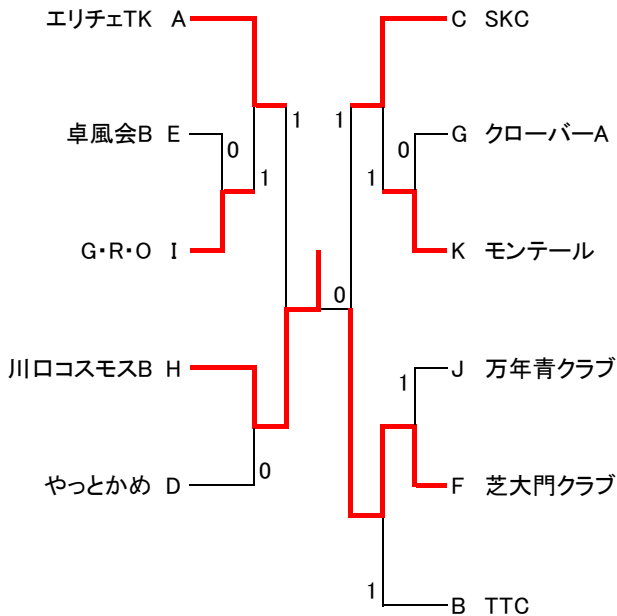 エリチェTK A
C SKC
卓風会B E
G クローバーA
0
0
1
1
1
1
G・R・O I
K モンテール
0
川口コスモスB H
J 万年青クラブ
1
やっとかめ D
0
F 芝大門クラブ
1
B TTC